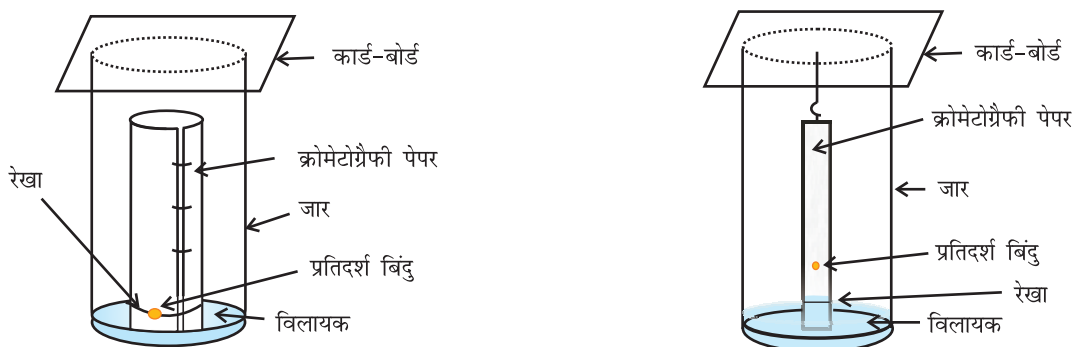 कार्ड-बोर्ड
क्रोमेटोग्रैफी पेपर
रेखा
जार
प्रतिदर्श बिंदु
विलायक
कार्ड-बोर्ड
क्रोमेटोग्रैफी पेपर
जार
प्रतिदर्श बिंदु
रेखा
विलायक